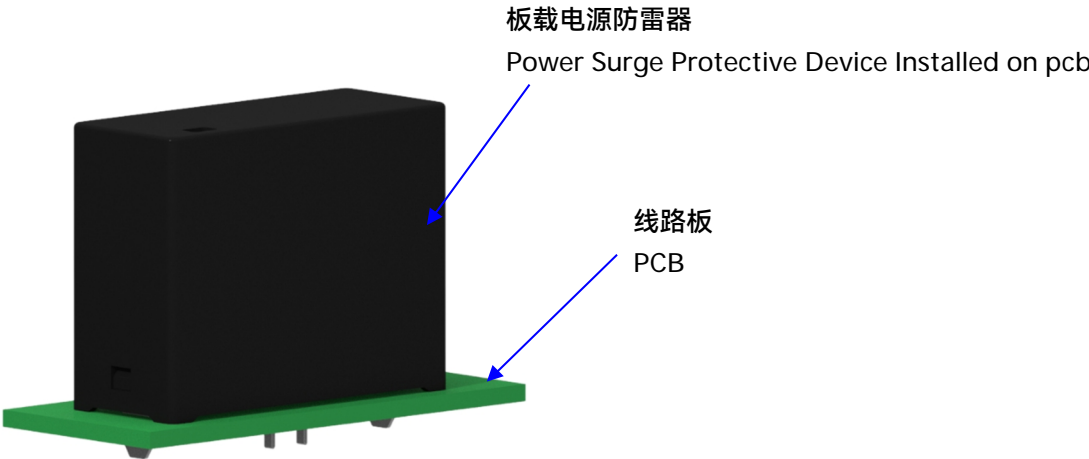 板载电源防雷器
Power Surge Protective Device Installed on pcb
线路板
PCB